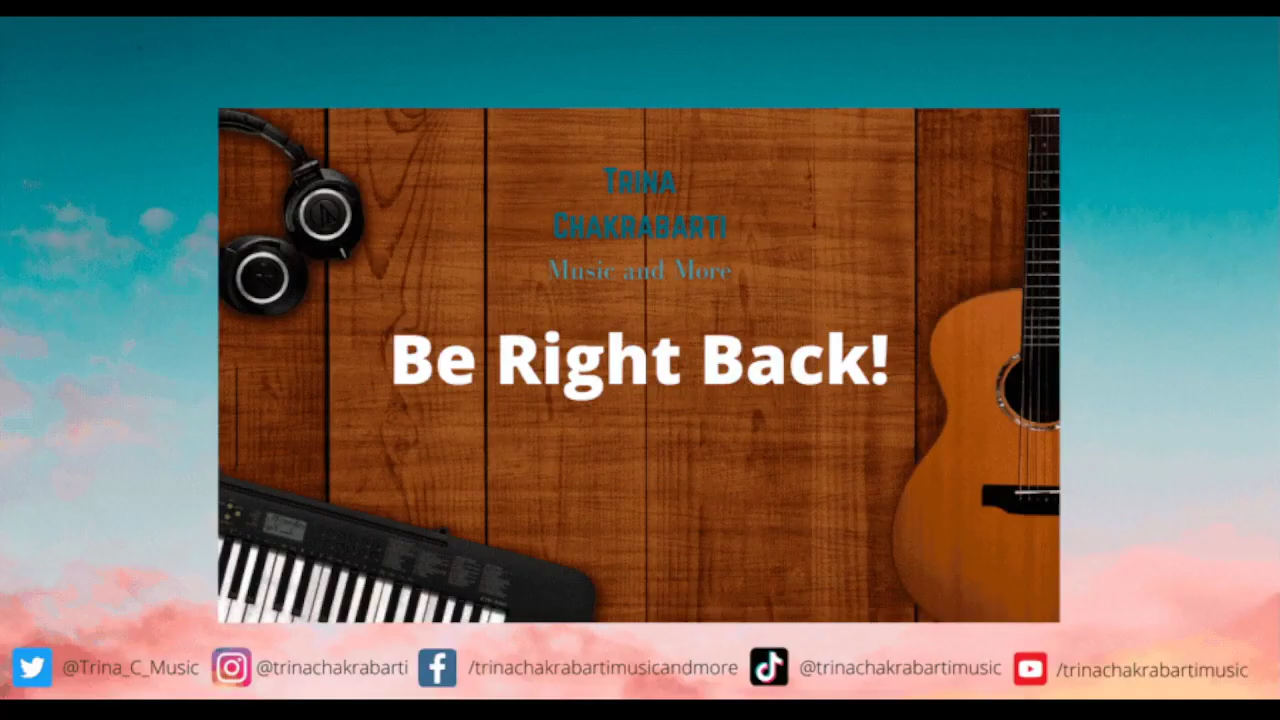 Trina
Chakrabarti
Music and More
Be Right Back!
@Trina_C_Music @trinachakrabarti /trinachakrabartimusicandmore @trinachakrabartimusic /trinachakrabartimusic